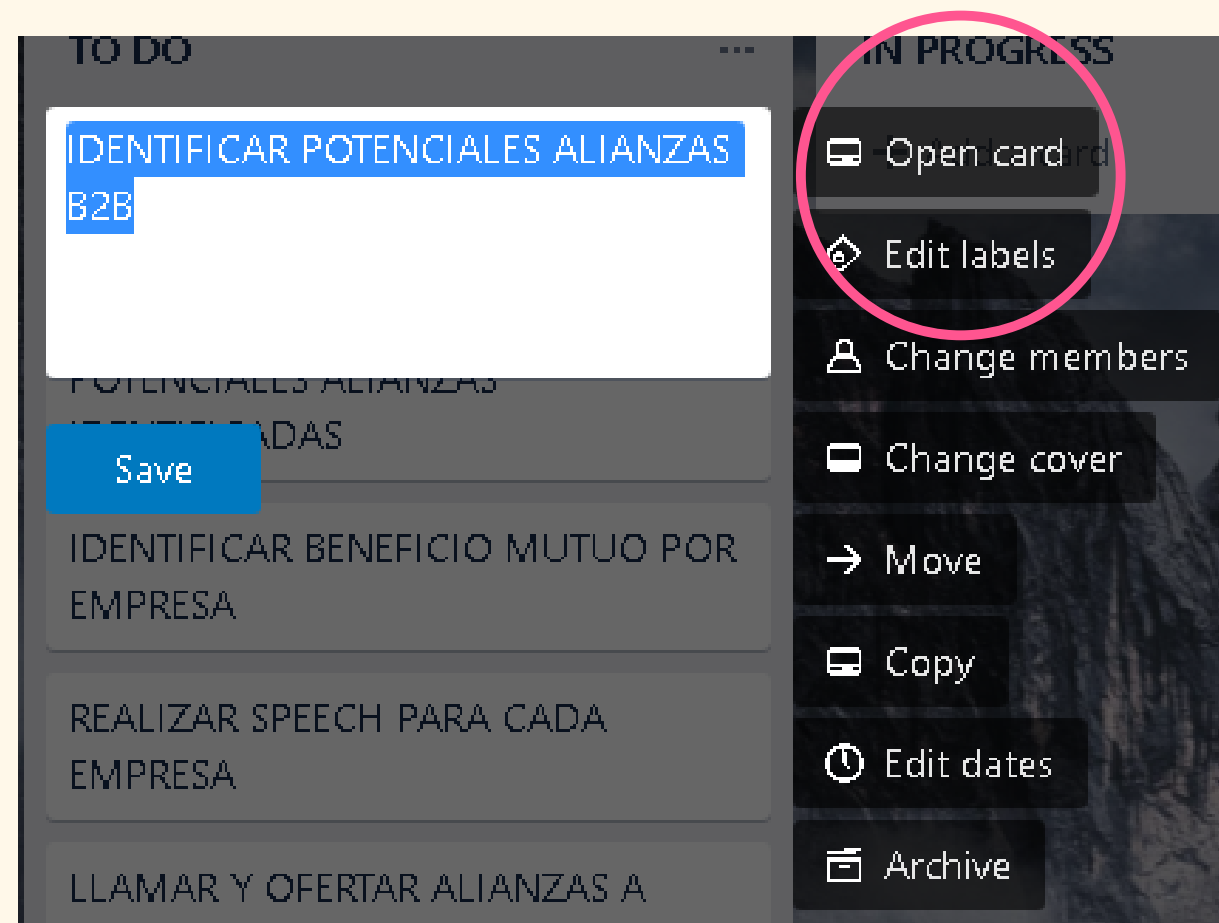 TO DO
IN PROGRESS
IDENTIFICAR POTENCIALES ALIANZAS
B2B
POTENCIALES ALIANZAS
Save
IDENTIFICAR BENEFICIO MUTUO POR
EMPRESA
REALIZAR SPEECH PARA CADA
EMPRESA
LLAMAR Y OFERTAR ALIANZAS A
Open card
Edit labels
Change members
Change cover
Move
Copy
Edit dates
Archive